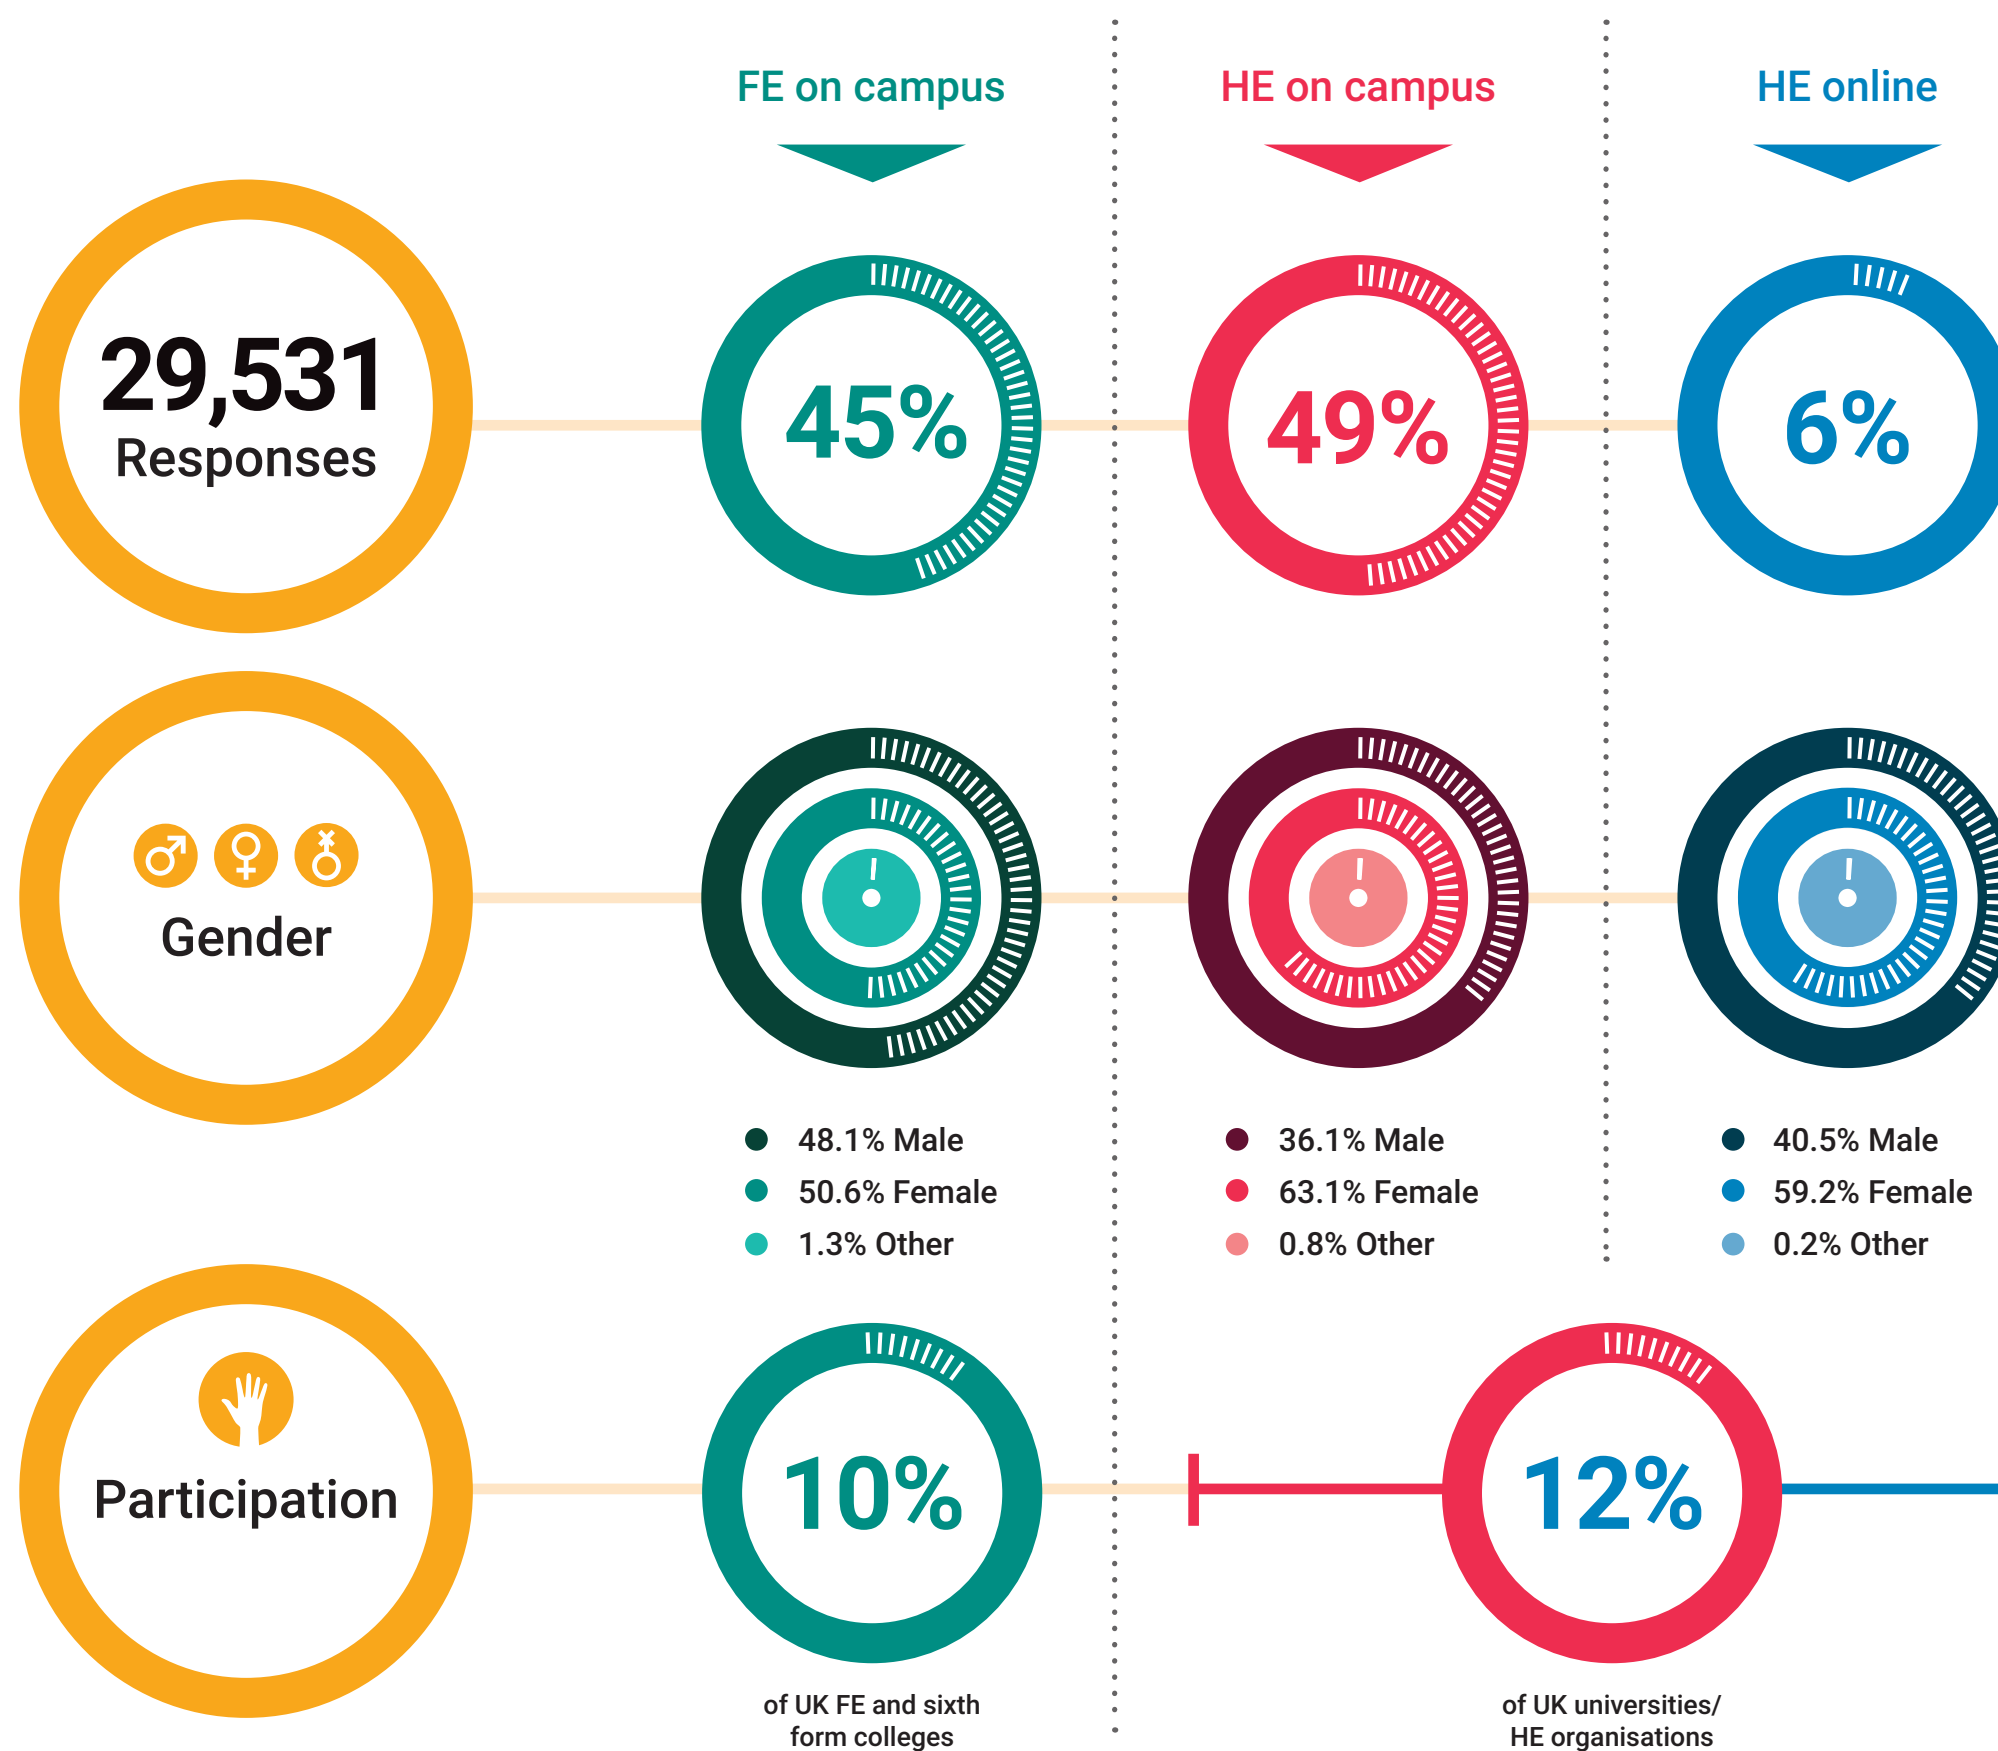 FE on campus
HE on campus
HE online
29,531
Responses
45%
49%
6%
Gender
48.1% Male
50.6% Female
1.3% Other
36.1% Male
63.1% Female
0.8% Other
40.5% Male
59.2% Female
0.2% Other
Participation
10%
of UK FE and sixth
form colleges
12%
of UK universities/
HE organisations